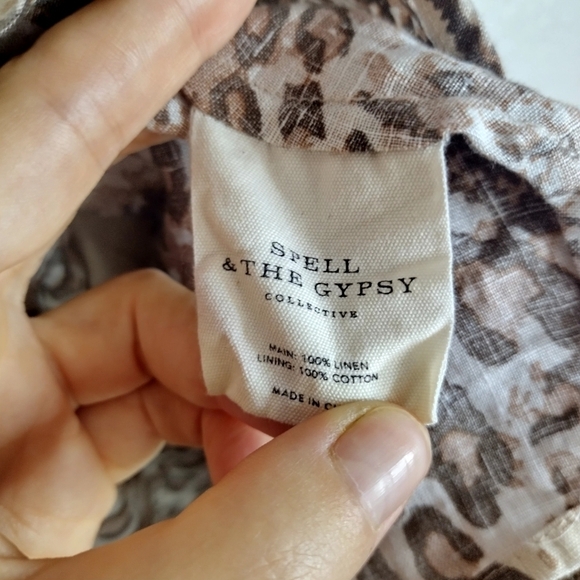 SPELL
& THE GYPSY
COLLECTIVE
MAIN: 100% LINEN
LINING: 100% COTTON
MADE IN